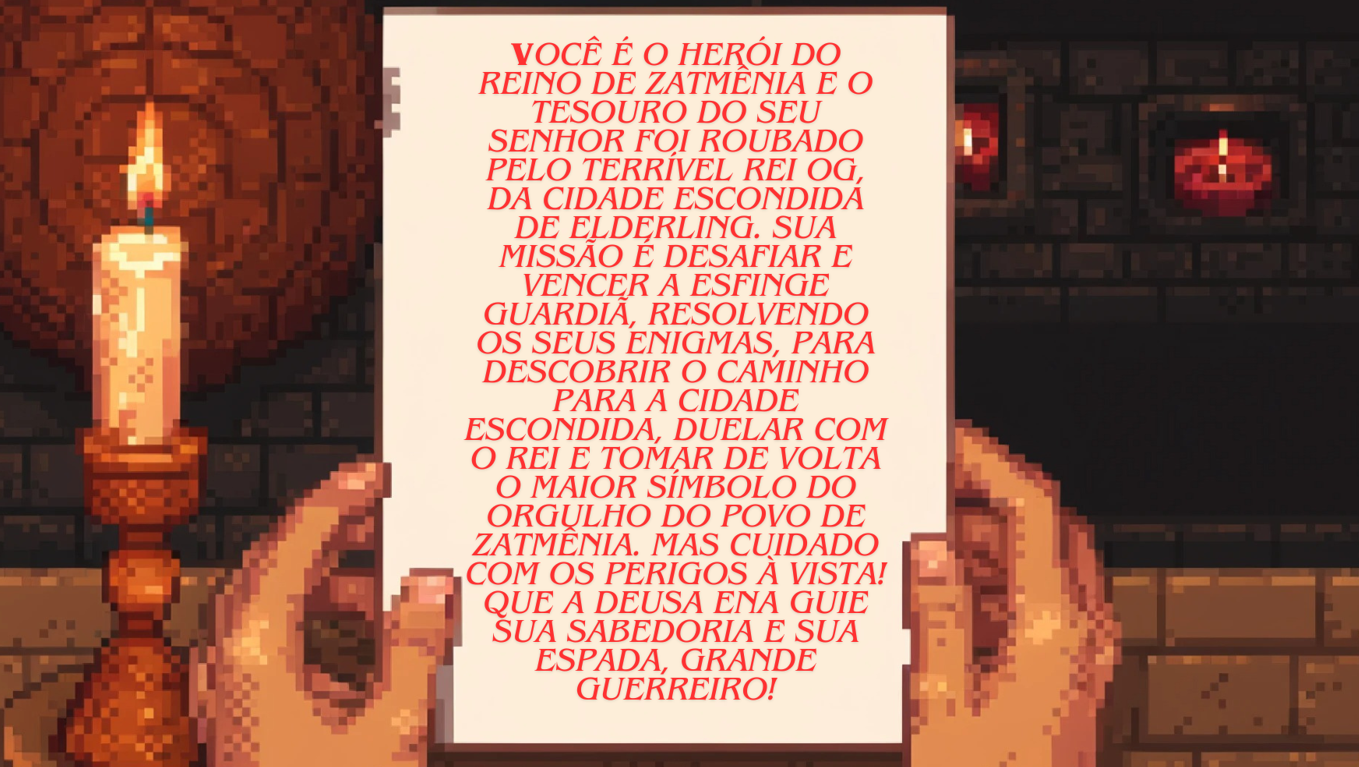 VOCÊ É O HERÓI DO
REINO DE ZATMÊNIA E O
TESOURO DO SEU
SENHOR FOI ROUBADO
PELO TERRÍVEL REI OG,
DA CIDADE ESCONDIDA
DE ELDERLING. SUA
MISSÃO É DESAFIAR E
VENCER A ESFINGE
GUARDIÃ, RESOLVENDO
OS SEUS ENIGMAS, PARA
DESCOBRIR O CAMINHO
PARA A CIDADE
ESCONDIDA, DUELAR COM
O REI E TOMAR DE VOLTA
O MAIOR SÍMBOLO DO
ORGULHO DO POVO DE
ZATMÊNIA. MAS CUIDADO
COM OS PERIGOS À VISTA!
QUE A DEUSA ENA GUIE
SUA SABEDORIA E SUA
ESPADA, GRANDE
GUERREIRO!